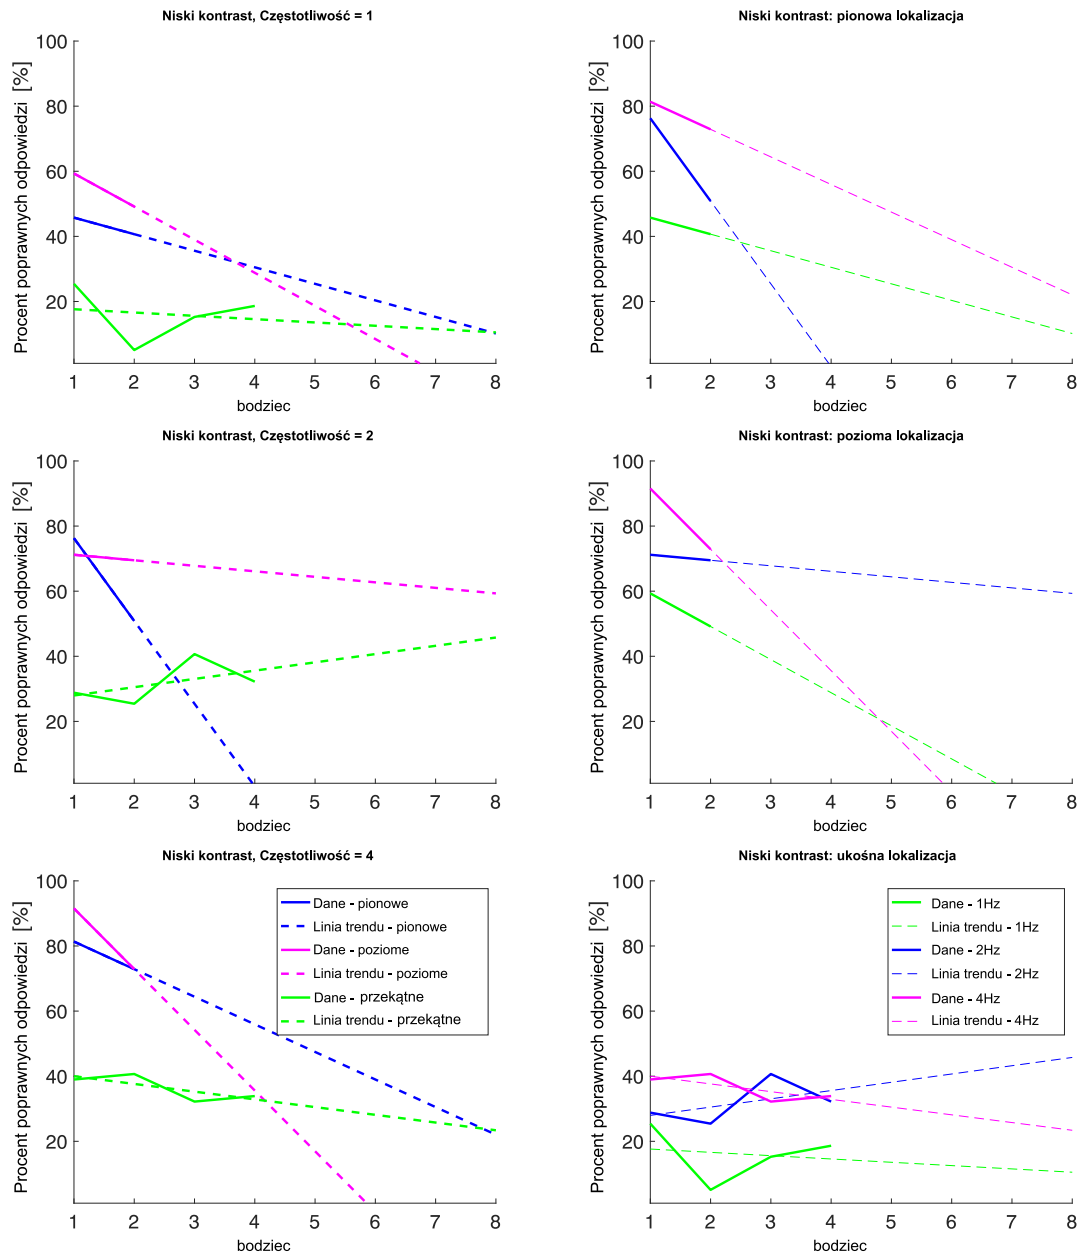 Niski kontrast, Częstotliwość = 1
Procent poprawnych odpowiedzi [%]
100
80
60
40
20
1 2 3 4 5 6 7 8
bodziec
Niski kontrast: pionowa lokalizacja
Procent poprawnych odpowiedzi [%]
100
80
60
40
20
1 2 3 4 5 6 7 8
bodziec
Niski kontrast, Częstotliwość = 2
Procent poprawnych odpowiedzi [%]
100
80
60
40
20
1 2 3 4 5 6 7 8
bodziec
Niski kontrast: pozioma lokalizacja
Procent poprawnych odpowiedzi [%]
100
80
60
40
20
1 2 3 4 5 6 7 8
bodziec
Niski kontrast, Częstotliwość = 4
Procent poprawnych odpowiedzi [%]
100
80
60
40
20
Dane - pionowe
Linia trendu - pionowe
Dane - poziome
Linia trendu - poziome
Dane - przekątne
Linia trendu - przekątne
1 2 3 4 5 6 7 8
bodziec
Niski kontrast: ukośna lokalizacja
Procent poprawnych odpowiedzi [%]
100
80
60
40
20
Dane - 1Hz
Linia trendu - 1Hz
Dane - 2Hz
Linia trendu - 2Hz
Dane - 4Hz
Linia trendu - 4Hz
1 2 3 4 5 6 7 8
bodziec